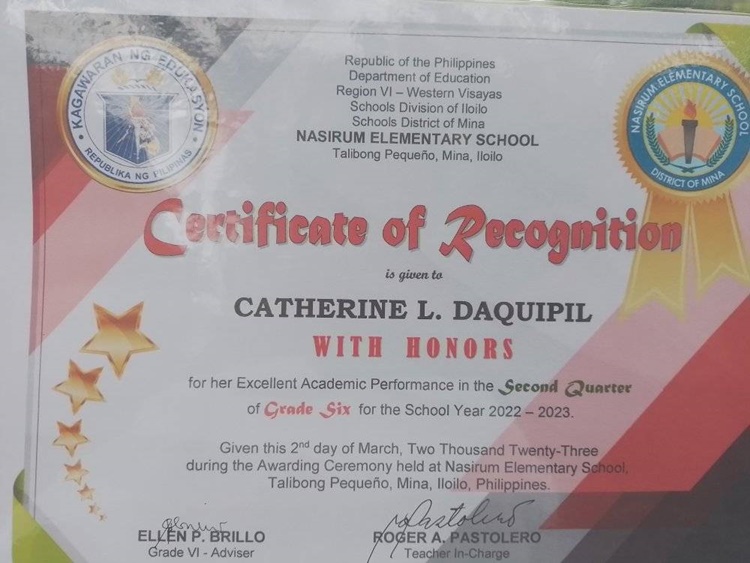 KAGAWARAN NG EDUKASYON
REPUBLIKA NG PILIPINAS
Republic of the Philippines
Department of Education
Region VI – Western Visayas
Schools Division of Iloilo
Schools District of Mina
NASIRUM ELEMENTARY SCHOOL
Talibong Pequeño, Mina, Iloilo
NASIRUM ELEMENTARY SCHOOL
DISTRICT OF MINA
Certificate of Recognition
is given to
CATHERINE L. DAQUIPIL
WITH HONORS
for her Excellent Academic Performance in the Second Quarter
of Grade Six for the School Year 2022 – 2023.
Given this 2nd day of March, Two Thousand Twenty-Three
during the Awarding Ceremony held at Nasirum Elementary School,
Talibong Pequeño, Mina, Iloilo, Philippines.
ELLEN P. BRILLO
Grade VI - Adviser
ROGER A. PASTOLERO
Teacher In-Charge